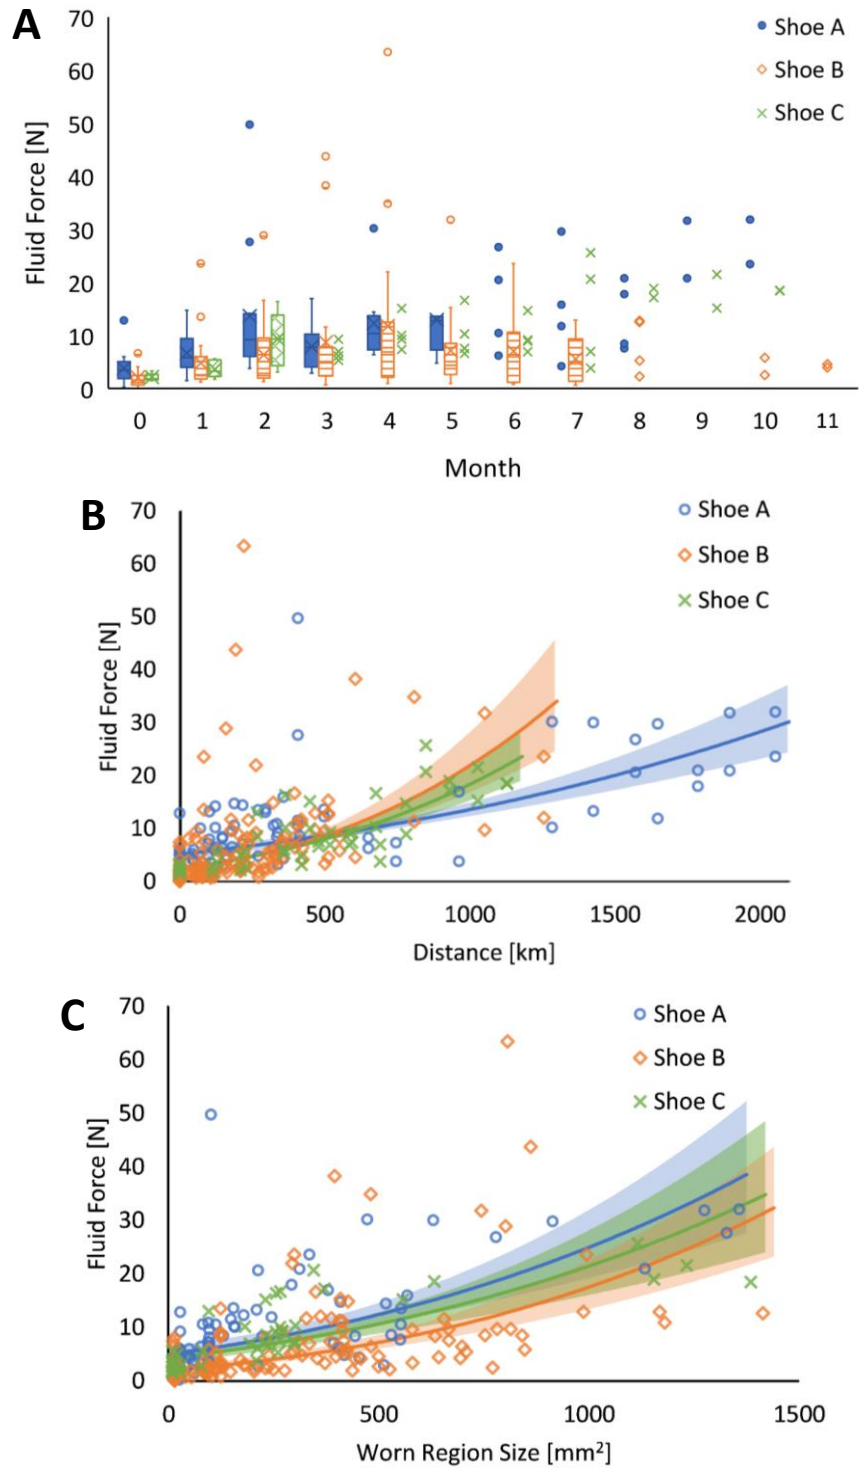 A
70
60
50
40
30
20
10
0
Fluid Force [N]
Shoe A
Shoe B
Shoe C
0 1 2 3 4 5 6 7 8 9 10 11
Month
B
70
60
50
40
30
20
10
0
Fluid Force [N]
Shoe A
Shoe B
Shoe C
0 500 1000 1500 2000
Distance [km]
C
70
60
50
40
30
20
10
0
Fluid Force [N]
Shoe A
Shoe B
Shoe C
0 500 1000 1500
Worn Region Size [mm²]